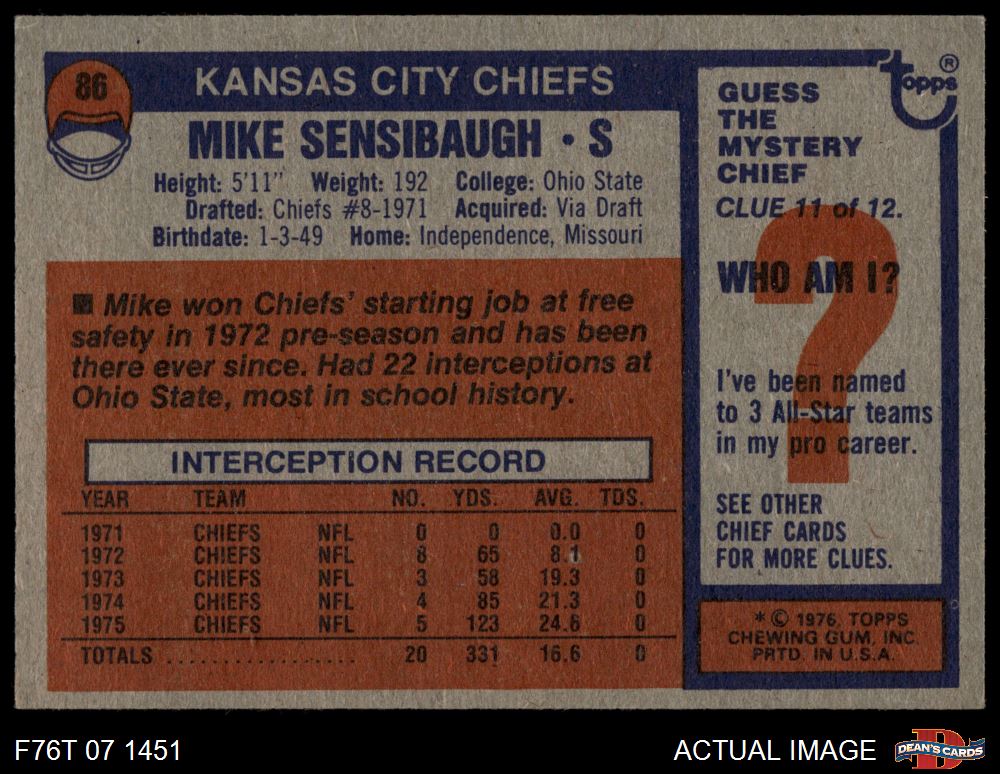 86
KANSAS CITY CHIEFS
MIKE SENSIBAUGH • S
Height: 5'11" Weight: 192 College: Ohio State
Drafted: Chiefs #8-1971 Acquired: Via Draft
Birthdate: 1-3-49 Home: Independence, Missouri
■ Mike won Chiefs' starting job at free
safety in 1972 pre-season and has been
there ever since. Had 22 interceptions at
Ohio State, most in school history.
INTERCEPTION RECORD
YEAR TEAM NO. YDS. AVG. TDS.
1971 CHIEFS NFL 0 0 0.0 0
1972 CHIEFS NFL 8 65 8.1 0
1973 CHIEFS NFL 3 58 19.3 0
1974 CHIEFS NFL 4 85 21.3 0
1975 CHIEFS NFL 5 123 24.6 0
TOTALS .................. 20 331 16.6 0
topps ®
GUESS
THE
MYSTERY
CHIEF
CLUE 11 of 12.
WHO AM I?
?
I've been named
to 3 All-Star teams
in my pro career.
SEE OTHER
CHIEF CARDS
FOR MORE CLUES.
* © 1976, TOPPS
CHEWING GUM, INC.
PRTD. IN U.S.A.
F76T 07 1451
ACTUAL IMAGE
D
DEAN'S CARDS